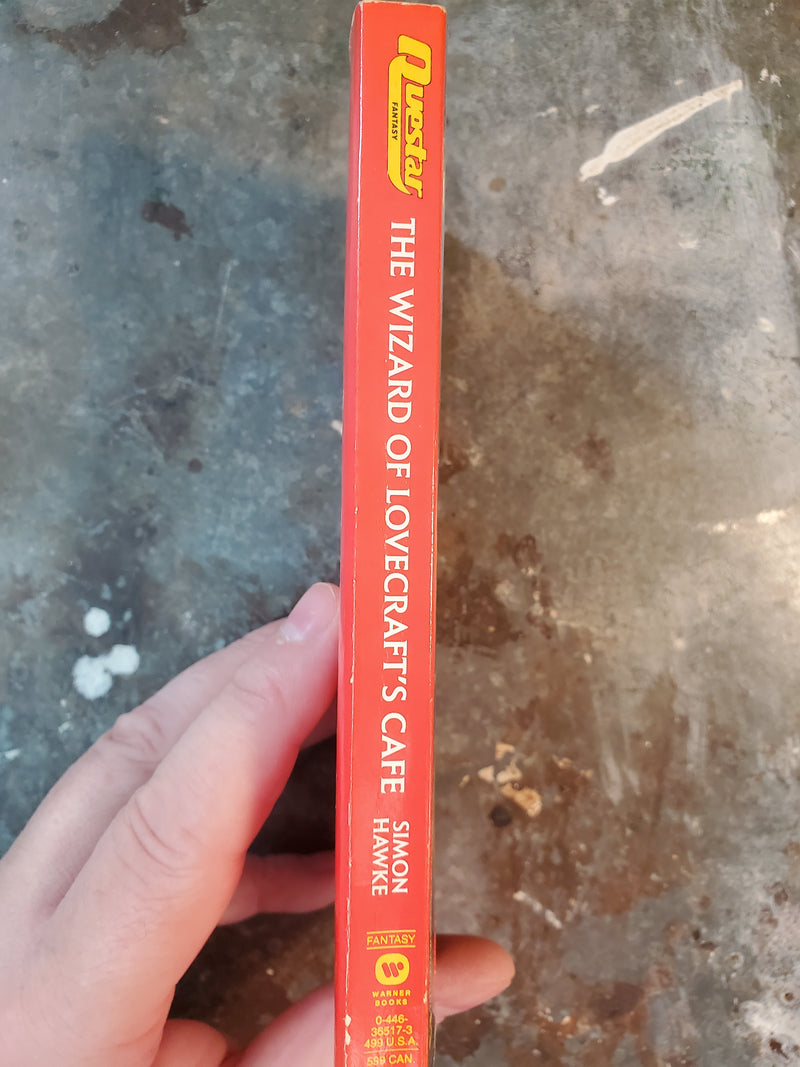 Questar
FANTASY
THE WIZARD OF LOVECRAFT'S CAFE
SIMON
HAWKE
FANTASY
WARNER
BOOKS
0-446-
36517-3
499 U.S.A.
599 CAN.